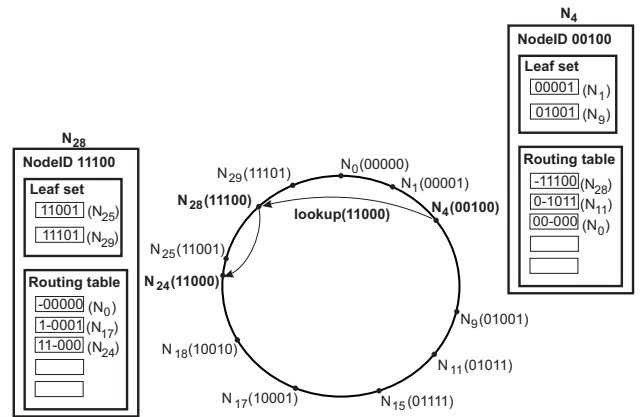 N4
NodeID 00100
Leaf set
00001 (N1)
01001 (N9)
Routing table
-11100 (N28)
0-1011 (N11)
00-000 (N0)
N28
NodeID 11100
Leaf set
11001 (N25)
11101 (N29)
Routing table
-00000 (N0)
1-0001 (N17)
11-000 (N24)
N0(00000)
N29(11101)
N1(00001)
N28(11100)
N4(00100)
lookup(11000)
N25(11001)
N24(11000)
N9(01001)
N18(10010)
N11(01011)
N17(10001)
N15(01111)